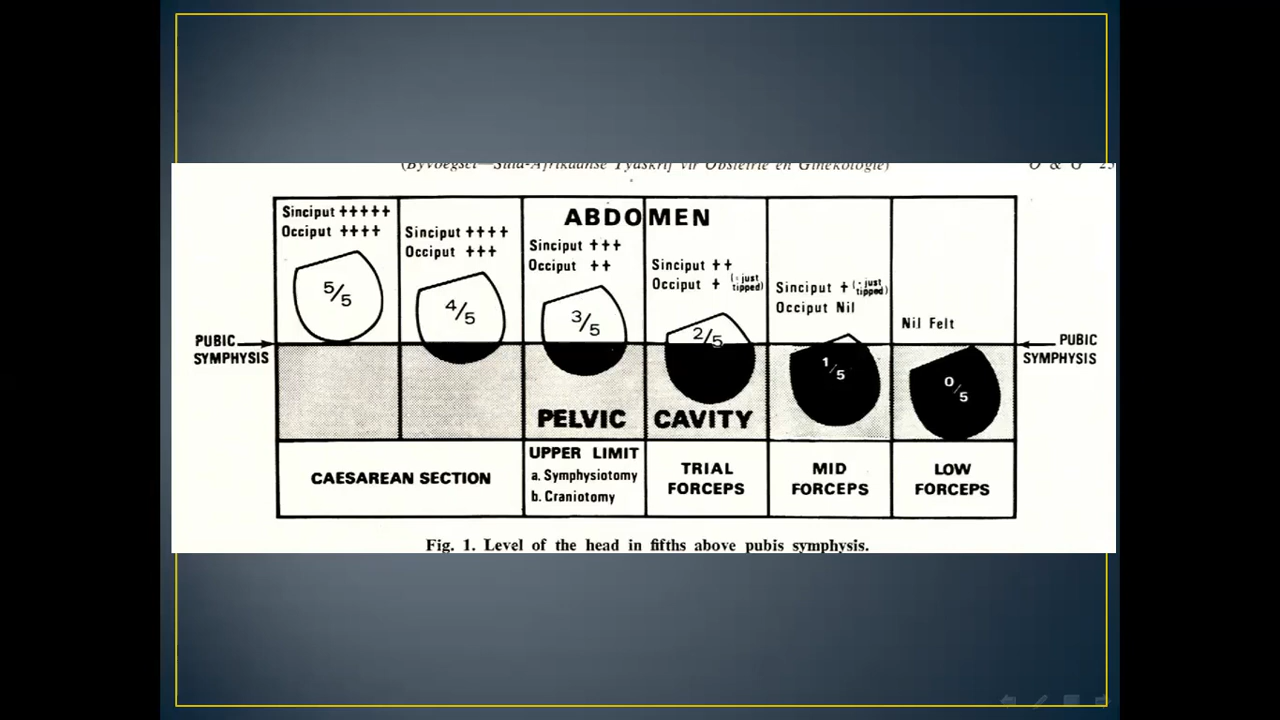 (Byvoegsel—Suid-Afrikaanse Tydskrif vir Obstetrie en Ginekologie) O & G 25
ABDOMEN
Sinciput +++++
Occiput ++++
5/5
Sinciput ++++
Occiput +++
4/5
Sinciput +++
Occiput ++
3/5
Sinciput ++
Occiput + (: just tipped)
2/5
Sinciput + (: just tipped)
Occiput Nil
1/5
Nil Felt
0/5
PUBIC
SYMPHYSIS
PUBIC
SYMPHYSIS
PELVIC CAVITY
CAESAREAN SECTION
UPPER LIMIT
a. Symphysiotomy
b. Craniotomy
TRIAL
FORCEPS
MID
FORCEPS
LOW
FORCEPS
Fig. 1. Level of the head in fifths above pubis symphysis.